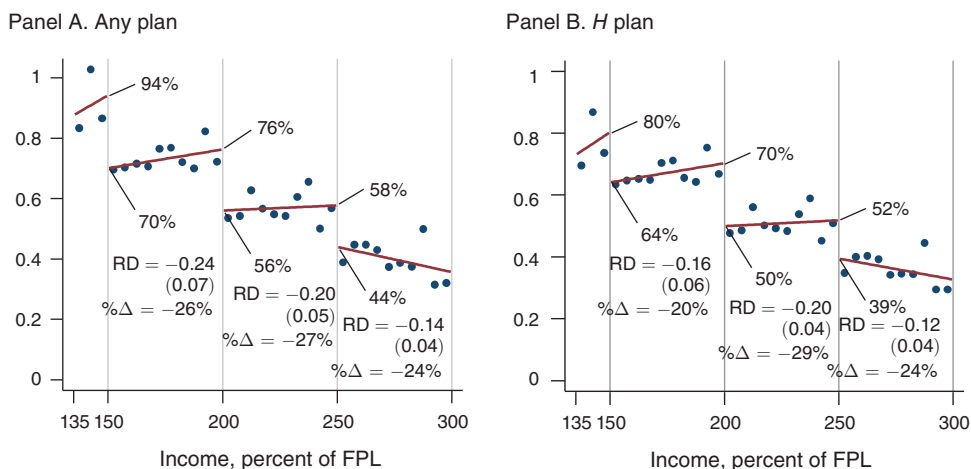 Panel A. Any plan
1
0.8
0.6
0.4
0.2
0
94%
76%
58%
70%
56%
44%
RD = −0.24
(0.07)
%Δ = −26%
RD = −0.20
(0.05)
%Δ = −27%
RD = −0.14
(0.04)
%Δ = −24%
135 150 200 250 300
Income, percent of FPL
Panel B. H plan
1
0.8
0.6
0.4
0.2
0
80%
70%
52%
64%
50%
39%
RD = −0.16
(0.06)
%Δ = −20%
RD = −0.20
(0.04)
%Δ = −29%
RD = −0.12
(0.04)
%Δ = −24%
135 150 200 250 300
Income, percent of FPL